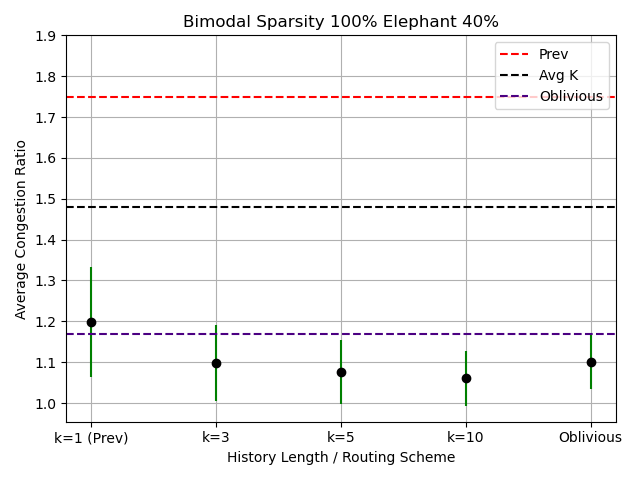 Bimodal Sparsity 100% Elephant 40%
Prev
Avg K
Oblivious
Average Congestion Ratio
1.9
1.8
1.7
1.6
1.5
1.4
1.3
1.2
1.1
1.0
k=1 (Prev) k=3 k=5 k=10 Oblivious
History Length / Routing Scheme